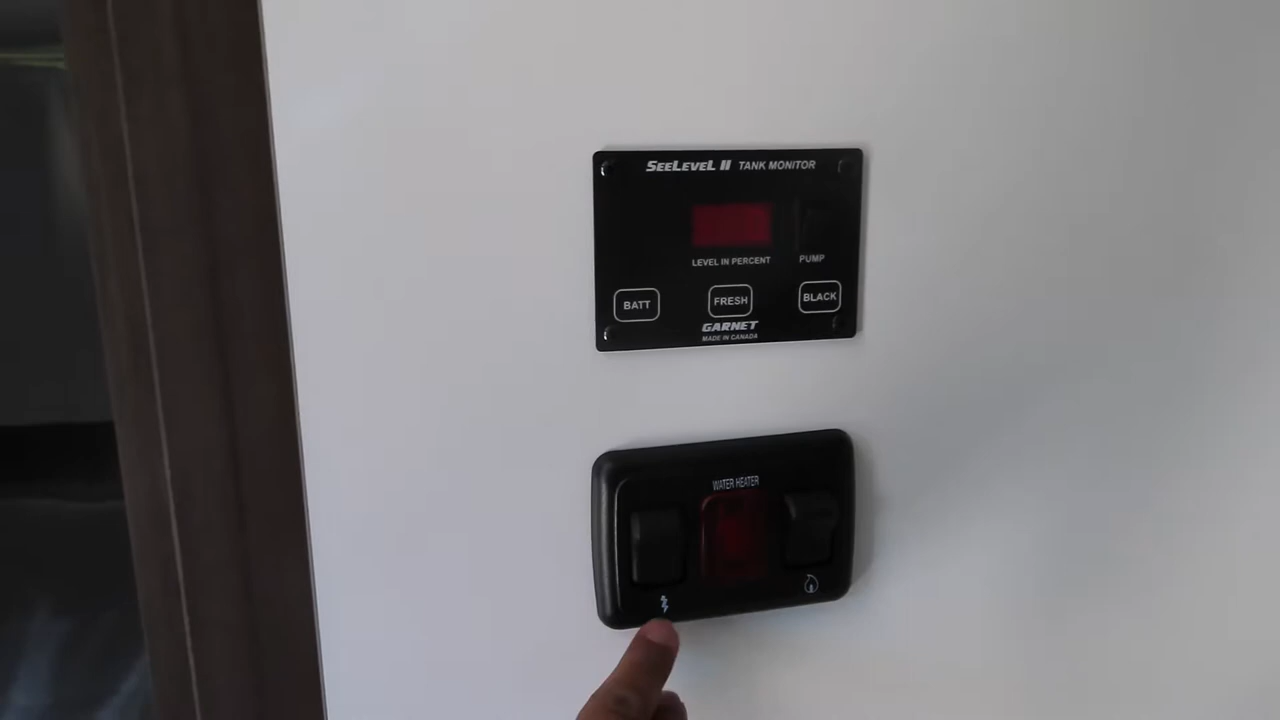 SEELEVEL II TANK MONITOR
LEVEL IN PERCENT
PUMP
BATT
FRESH
BLACK
GARNET
MADE IN CANADA
WATER HEATER